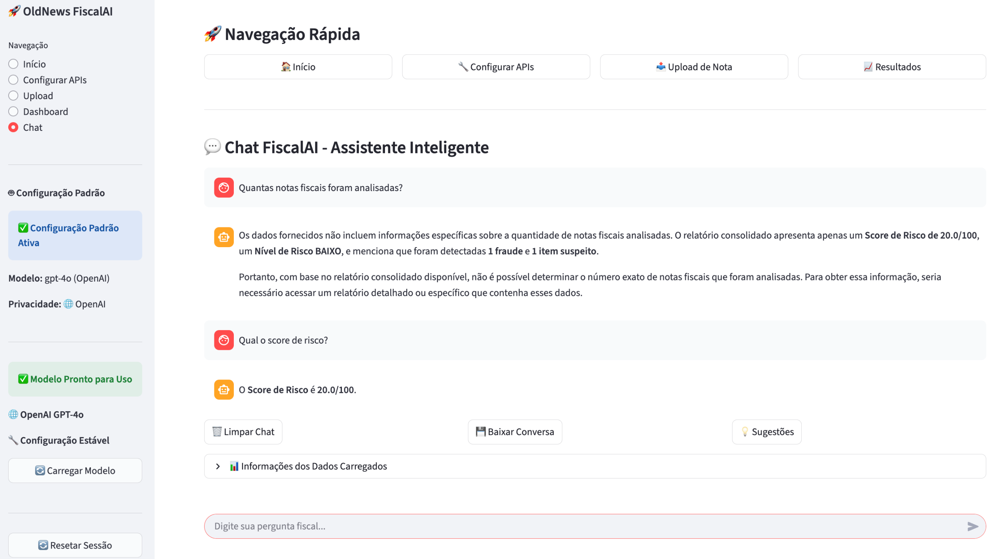 🚀 OldNews FiscalAI
Navegação
Início
Configurar APIs
Upload
Dashboard
Chat
Configuração Padrão
✅ Configuração Padrão
Ativa
Modelo: gpt-4o (OpenAI)
Privacidade: 🌐 OpenAI
✅ Modelo Pronto para Uso
🌐 OpenAI GPT-4o
🔧 Configuração Estável
🔄 Carregar Modelo
🔄 Resetar Sessão
🚀 Navegação Rápida
🏠 Início
🔧 Configurar APIs
📤 Upload de Nota
📈 Resultados
💬 Chat FiscalAI - Assistente Inteligente
Quantas notas fiscais foram analisadas?
Os dados fornecidos não incluem informações específicas sobre a quantidade de notas fiscais analisadas. O relatório consolidado apresenta apenas um Score de Risco de 20.0/100,
um Nível de Risco BAIXO, e menciona que foram detectadas 1 fraude e 1 item suspeito.
Portanto, com base no relatório consolidado disponível, não é possível determinar o número exato de notas fiscais que foram analisadas. Para obter essa informação, seria
necessário acessar um relatório detalhado ou específico que contenha esses dados.
Qual o score de risco?
O Score de Risco é 20.0/100.
🗑️ Limpar Chat
💾 Baixar Conversa
💡 Sugestões
📊 Informações dos Dados Carregados
Digite sua pergunta fiscal...